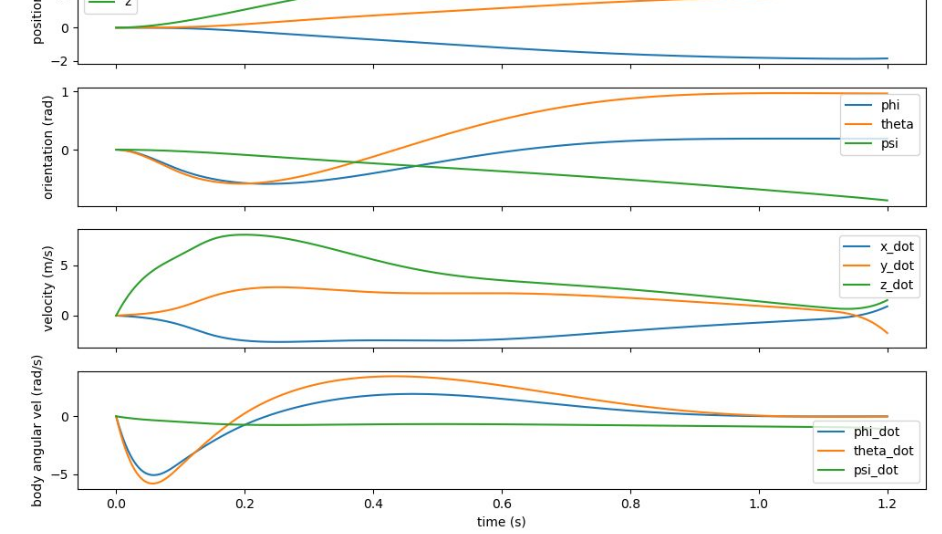 z
0
−2
position
1
0
orientation (rad)
phi
theta
psi
5
0
velocity (m/s)
x_dot
y_dot
z_dot
0
−5
body angular vel (rad/s)
phi_dot
theta_dot
psi_dot
0.0 0.2 0.4 0.6 0.8 1.0 1.2
time (s)